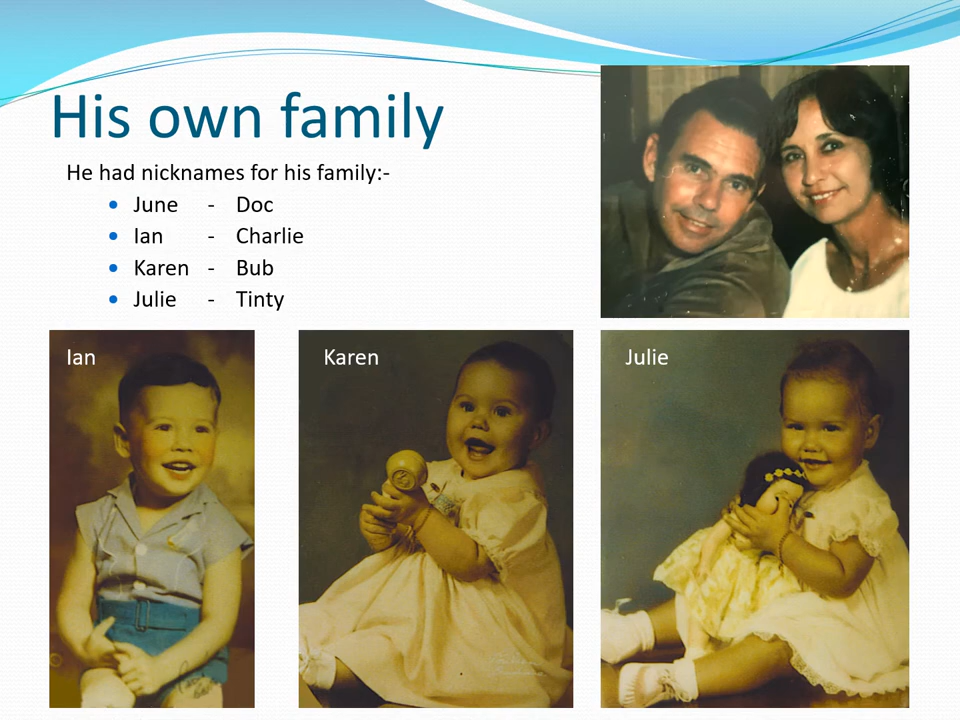 His own family
He had nicknames for his family:-
• June - Doc
• Ian - Charlie
• Karen - Bub
• Julie - Tinty
Ian
Karen
Julie